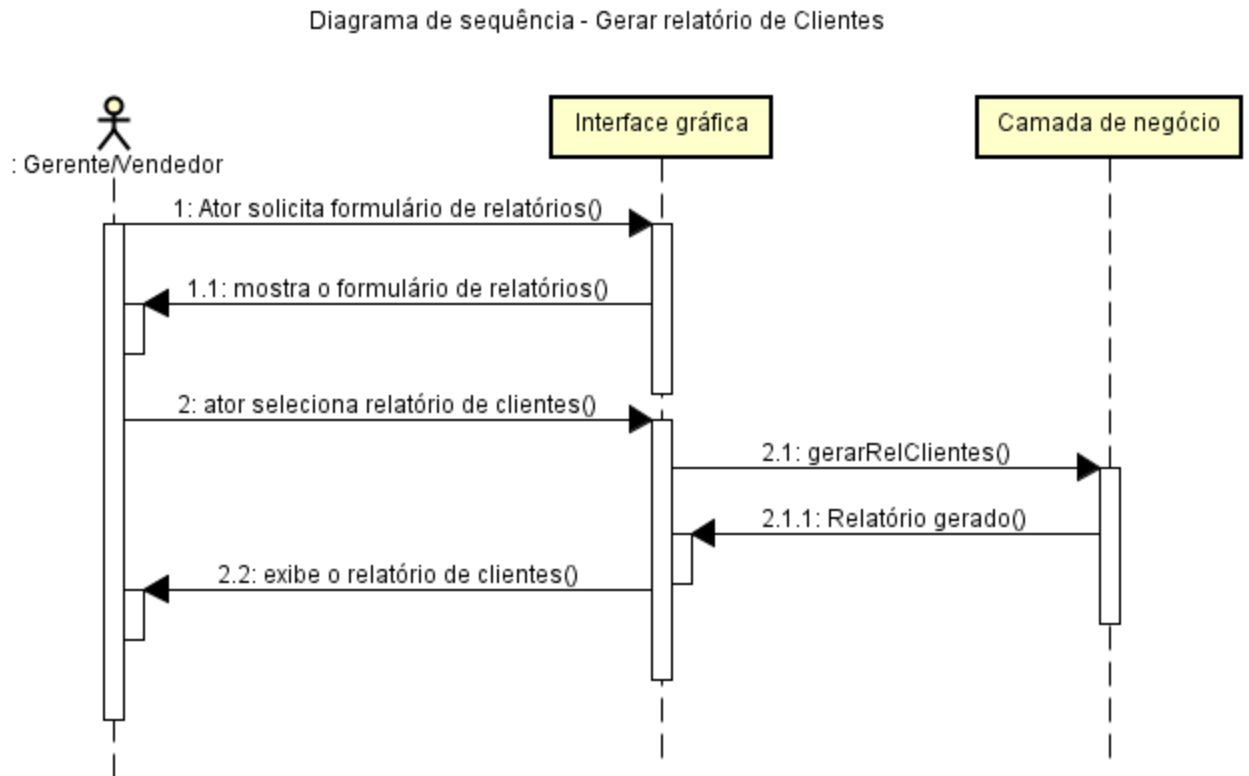 Diagrama de sequência - Gerar relatório de Clientes
Interface gráfica
Camada de negócio
: Gerente/Vendedor
1: Ator solicita formulário de relatórios()
1.1: mostra o formulário de relatórios()
2: ator seleciona relatório de clientes()
2.1: gerarRelClientes()
2.1.1: Relatório gerado()
2.2: exibe o relatório de clientes()